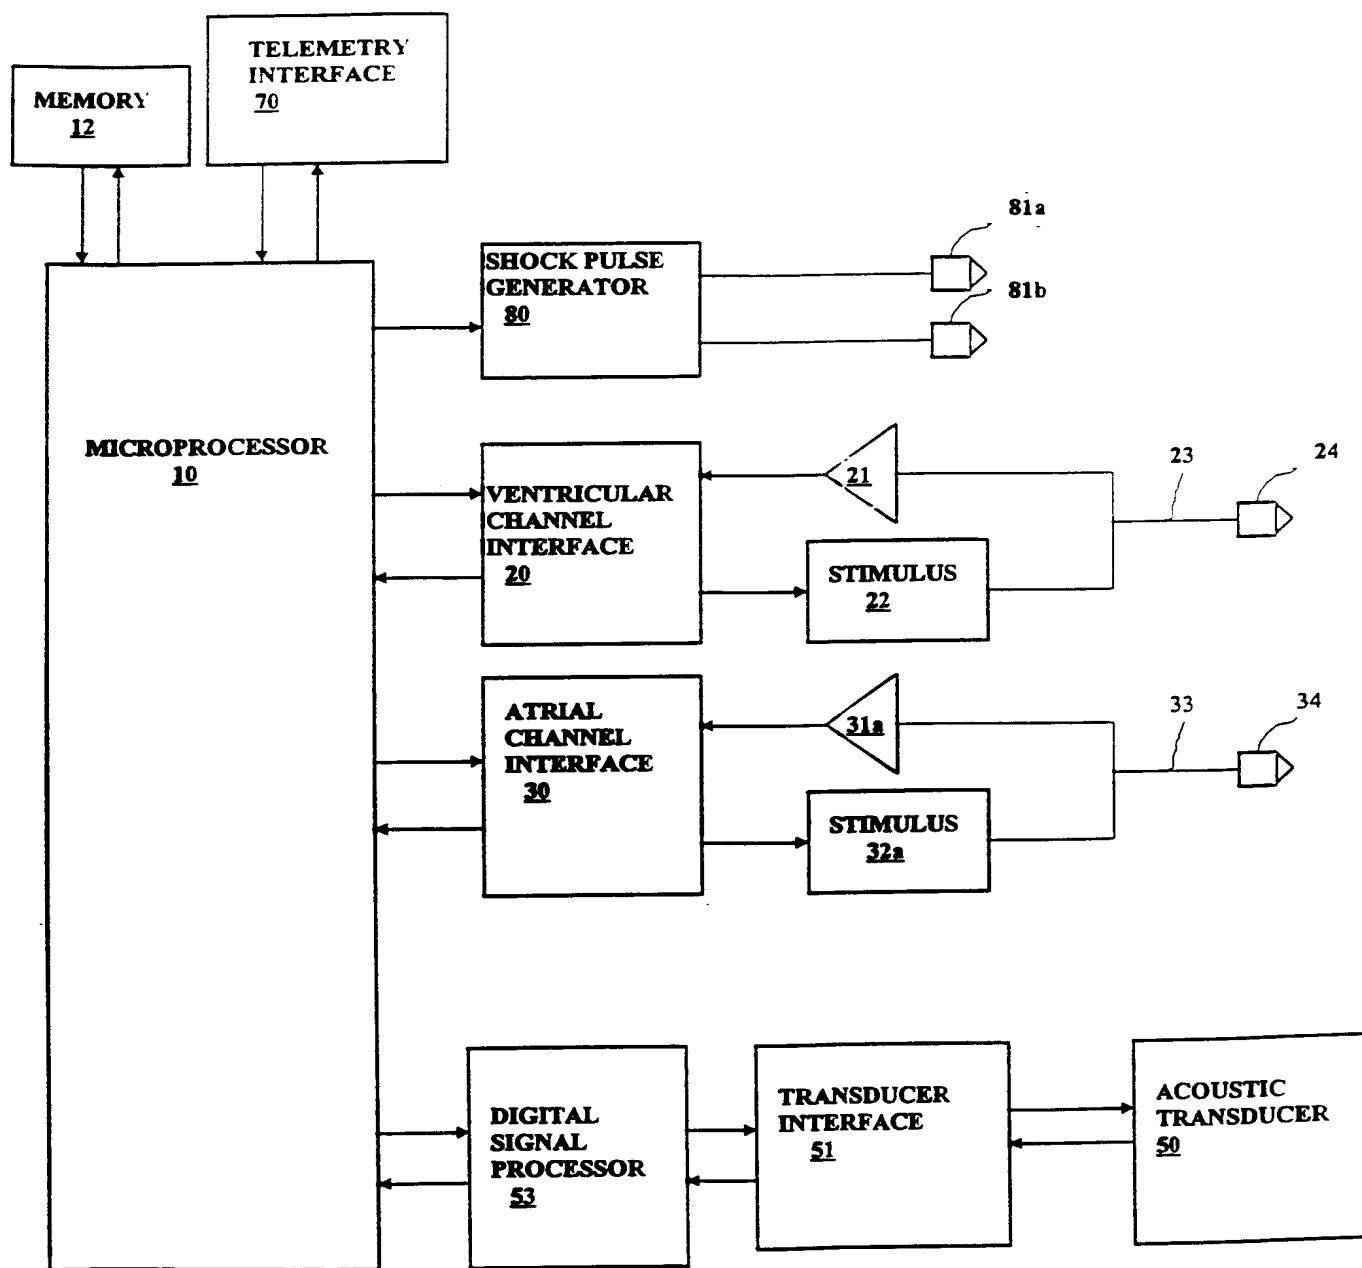 TELEMETRY
INTERFACE
70
MEMORY
12
81a
SHOCK PULSE
GENERATOR
80
81b
MICROPROCESSOR
10
VENTRICULAR
CHANNEL
INTERFACE
20
21
23
24
STIMULUS
22
ATRIAL
CHANNEL
INTERFACE
30
31a
33
34
STIMULUS
32a
DIGITAL
SIGNAL
PROCESSOR
53
TRANSDUCER
INTERFACE
51
ACOUSTIC
TRANSDUCER
50